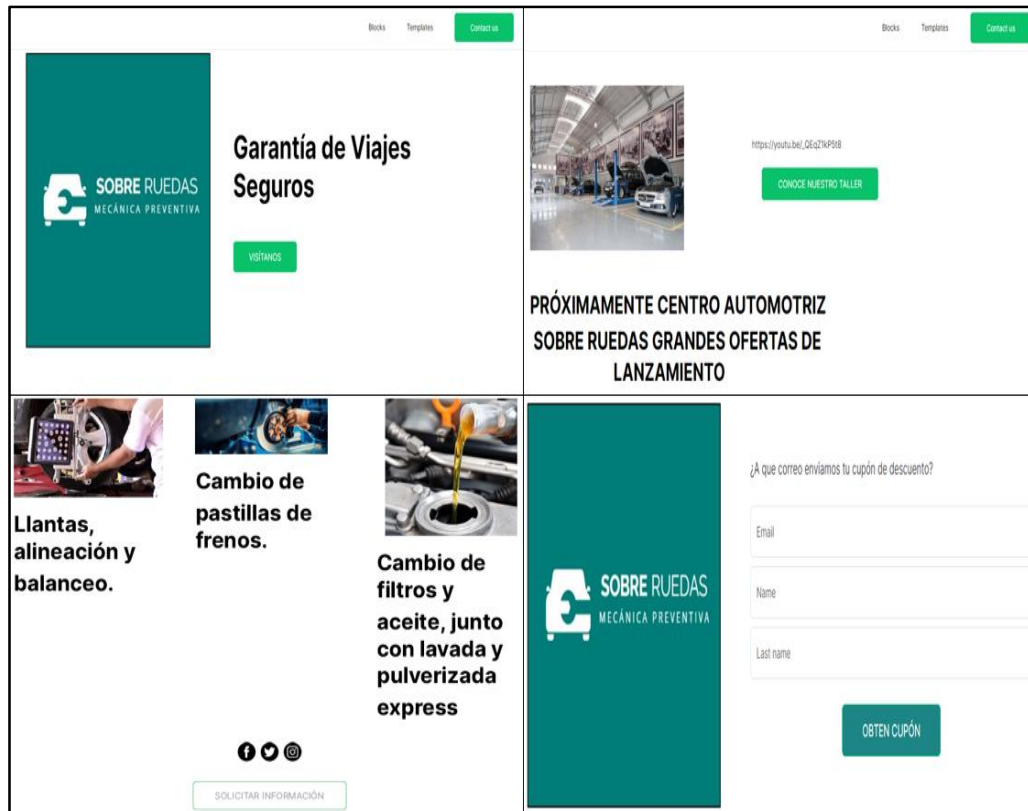 Blocks Templates Contact us
SOBRE RUEDAS
MECÁNICA PREVENTIVA
Garantía de Viajes
Seguros
VISÍTANOS
Blocks Templates Contact us
https://youtu.be/_QEqZ1kP5t8
CONOCE NUESTRO TALLER
PRÓXIMAMENTE CENTRO AUTOMOTRIZ
SOBRE RUEDAS GRANDES OFERTAS DE
LANZAMIENTO
Llantas,
alineación y
balanceo.
Cambio de
pastillas de
frenos.
Cambio de
filtros y
aceite, junto
con lavada y
pulverizada
express
SOLICITAR INFORMACIÓN
SOBRE RUEDAS
MECÁNICA PREVENTIVA
¿A que correo enviamos tu cupón de descuento?
Email
Name
Last name
OBTEN CUPÓN